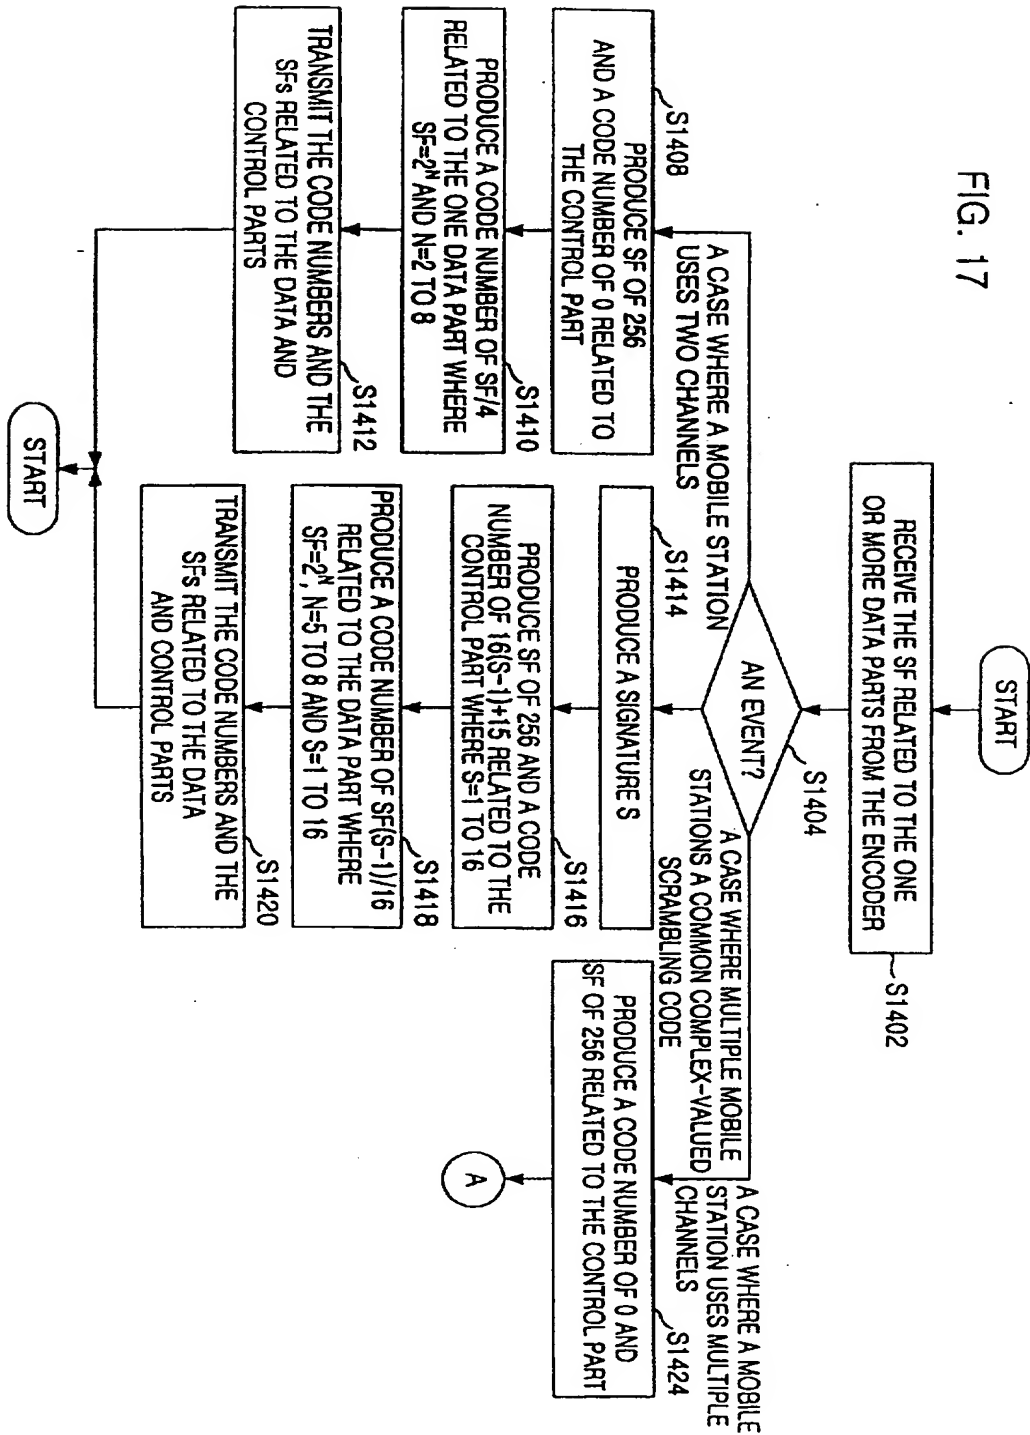 FIG. 17
START
RECEIVE THE SF RELATED TO THE ONE
OR MORE DATA PARTS FROM THE ENCODER
S1402
AN EVENT?
S1404
A CASE WHERE A MOBILE STATION
USES TWO CHANNELS
S1408
PRODUCE SF OF 256
AND A CODE NUMBER OF 0 RELATED TO
THE CONTROL PART
PRODUCE A CODE NUMBER OF SF/4
RELATED TO THE ONE DATA PART WHERE
SF=2ᴺ AND N=2 TO 8
S1410
TRANSMIT THE CODE NUMBERS AND THE
SFs RELATED TO THE DATA AND
CONTROL PARTS
S1412
A CASE WHERE MULTIPLE MOBILE
STATIONS A COMMON COMPLEX-VALUED
SCRAMBLING CODE
S1414
PRODUCE A SIGNATURE S
PRODUCE SF OF 256 AND A CODE
NUMBER OF 16(S-1)+15 RELATED TO THE
CONTROL PART WHERE S=1 TO 16
S1416
PRODUCE A CODE NUMBER OF SF(S-1)/16
RELATED TO THE DATA PART WHERE
SF=2ᴺ, N=5 TO 8 AND S=1 TO 16
S1418
TRANSMIT THE CODE NUMBERS AND THE
SFs RELATED TO THE DATA
AND CONTROL PARTS
S1420
A CASE WHERE A MOBILE
STATION USES MULTIPLE
CHANNELS
S1424
PRODUCE A CODE NUMBER OF 0 AND
SF OF 256 RELATED TO THE CONTROL PART
A
START